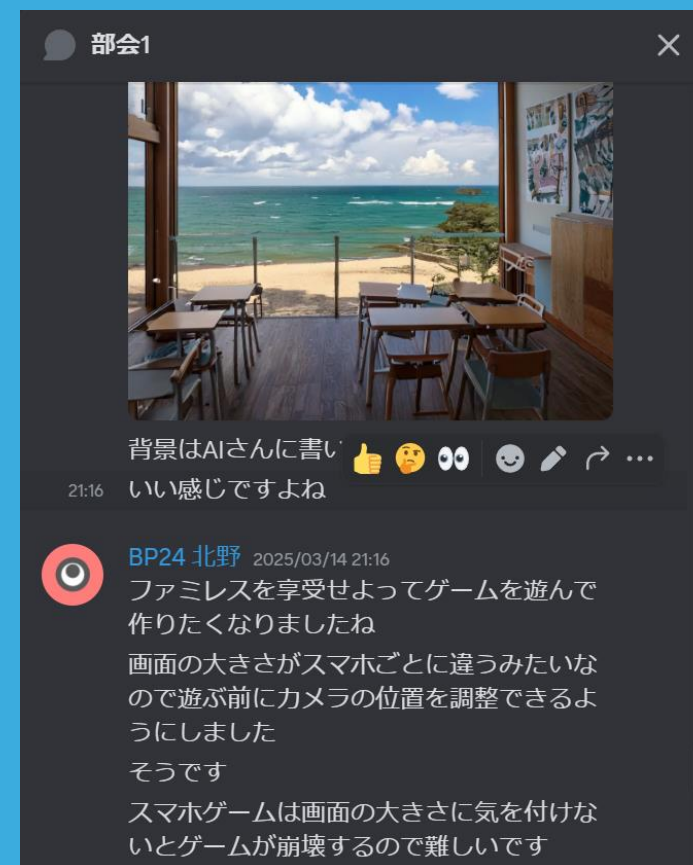 部会1
背景はAIさんに書い
21:16 いい感じですよね
BP24 北野 2025/03/14 21:16
ファミレスを享受せよってゲームを遊んで
作りたくなりましたね
画面の大きさがスマホごとに違うみたいな
ので遊ぶ前にカメラの位置を調整できるよ
うにしました
そうです
スマホゲームは画面の大きさに気を付けな
いとゲームが崩壊するので難しいです